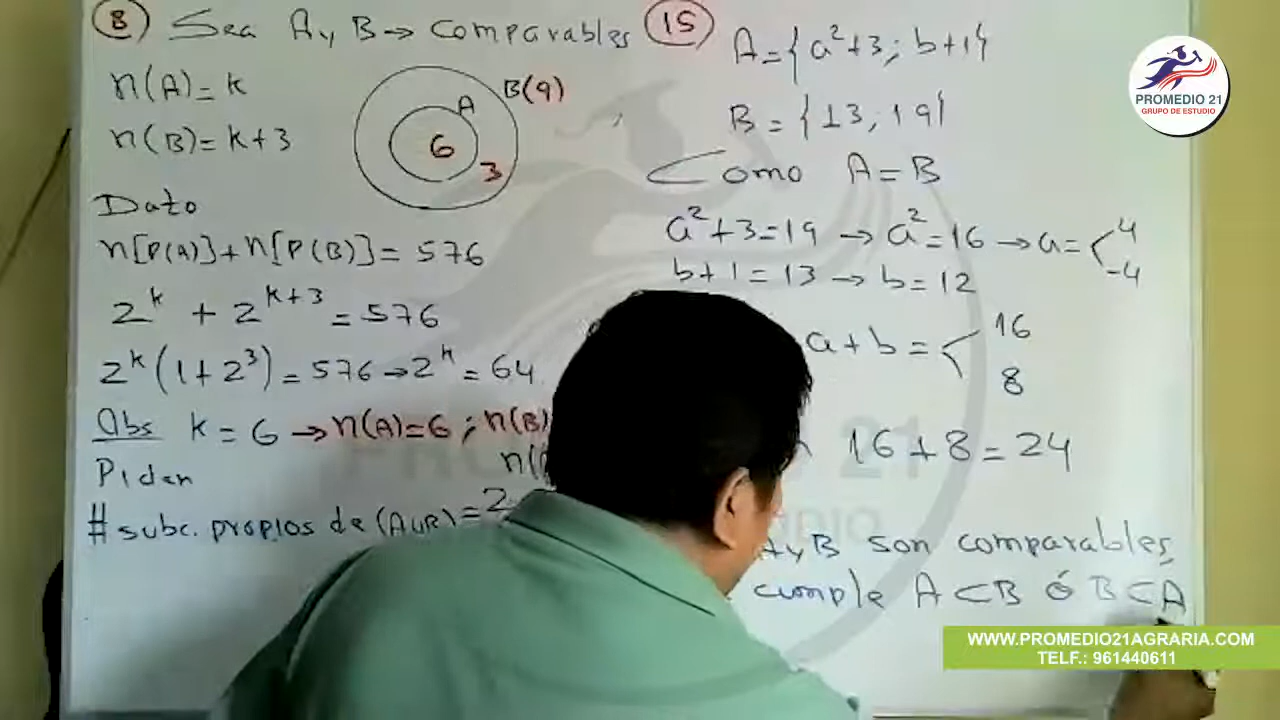 8 Sea A y B → Comparables
n(A) = k
n(B) = k+3
B(9)
A
6
3
Dato
n[P(A)] + n[P(B)] = 576
2^k + 2^(k+3) = 576
2^k (1+2^3) = 576 → 2^k = 64
Obs k = 6 → n(A)=6 ; n(B)
Piden n(
# subc. propios de (A∪B) = 2
15 A = {a²+3; b+1}
B = {13; 19}
Como A = B
a²+3=19 → a²=16 → a = < 4
-4
b+1 = 13 → b = 12
a + b = < 16
8
16+8=24
A y B son comparables
cumple A ⊂ B ó B ⊂ A
PROMEDIO 21
GRUPO DE ESTUDIO
WWW.PROMEDIO21AGRARIA.COM
TELF.: 961440611